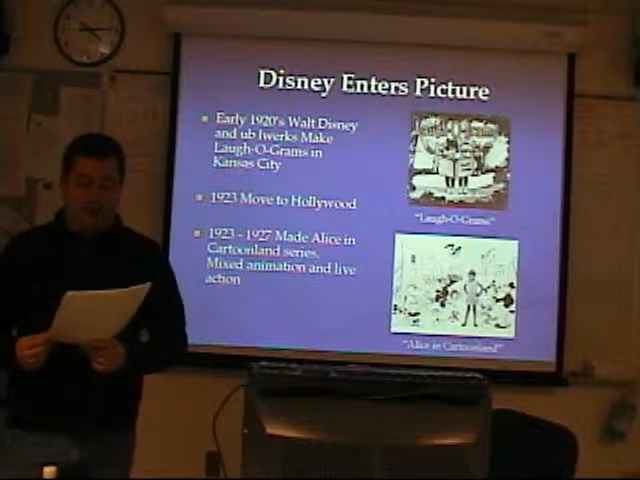 Disney Enters Picture
Early 1920's Walt Disney
and ub Iwerks Make
Laugh-O-Grams in
Kansas City
1923 Move to Hollywood
1923 - 1927 Made Alice in
Cartoonland series.
Mixed animation and live
action
"Laugh-O-Grams"
"Alice in Cartoonland"